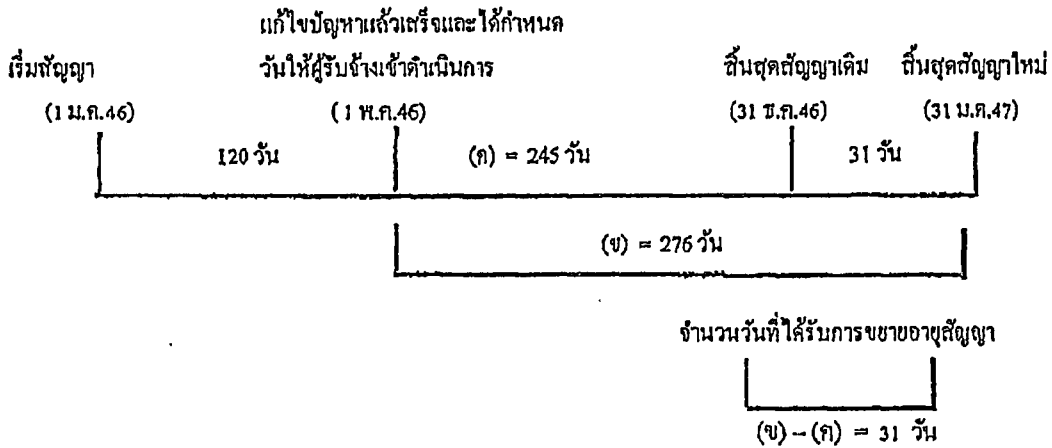 แก้ไขปัญหาแล้วเสร็จและได้กำหนด
เริ่มสัญญา วันให้ผู้รับจ้างเข้าดำเนินการ สิ้นสุดสัญญาเดิม สิ้นสุดสัญญาใหม่
(1 ม.ค.46) (1 พ.ค.46) (31 ธ.ค.46) (31 ม.ค.47)
120 วัน (ค) = 245 วัน 31 วัน
(ข) = 276 วัน
จำนวนวันที่ได้รับการขยายอายุสัญญา
(ข) – (ค) = 31 วัน